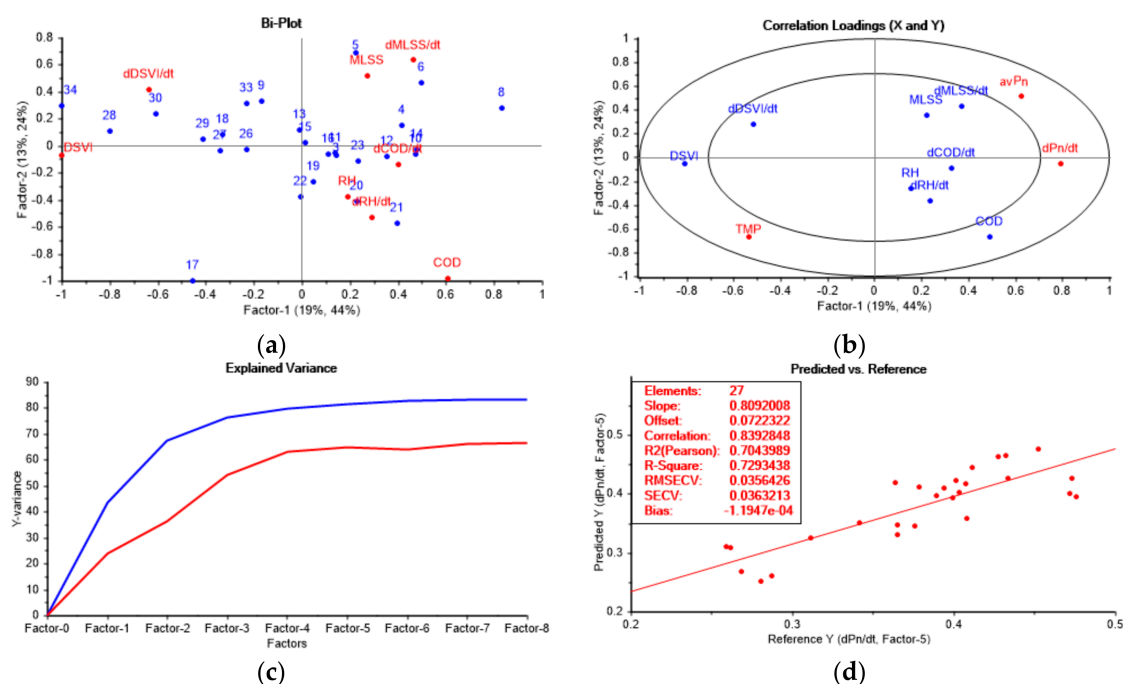 Bi-Plot
0.8
0.6
0.4
0.2
0
-0.2
-0.4
-0.6
-0.8
-1
Factor-2 (13%, 24%)
5
dMLSS/dt
MLSS
6
dDSVI/dt
34
30
33
9
8
28
4
13
29
18
27
26
15
16
11
3
23
12
14
10
dCOD/dt
DSVI
19
22
RH
20
dRH/dt
21
17
COD
-1
-0.8
-0.6
-0.4
-0.2
0
0.2
0.4
0.6
0.8
1
Factor-1 (19%, 44%)
(a)
Correlation Loadings (X and Y)
1
0.8
0.6
0.4
0.2
0
-0.2
-0.4
-0.6
-0.8
-1
Factor-2 (13%, 24%)
avPn
dMLSS/dt
MLSS
dDSVI/dt
DSVI
dCOD/dt
dPn/dt
RH
dRH/dt
TMP
COD
-1
-0.8
-0.6
-0.4
-0.2
0
0.2
0.4
0.6
0.8
1
Factor-1 (19%, 44%)
(b)
Explained Variance
90
80
70
60
50
40
30
20
10
0
Y-variance
Factor-0
Factor-1
Factor-2
Factor-3
Factor-4
Factor-5
Factor-6
Factor-7
Factor-8
Factors
(c)
Predicted vs. Reference
Elements: 27
Slope: 0.8092008
Offset: 0.0722322
Correlation: 0.8392848
R2(Pearson): 0.7043989
R-Square: 0.7293438
RMSECV: 0.0356426
SECV: 0.0363213
Bias: -1.1947e-04
0.5
0.4
0.3
0.2
Predicted Y (dPn/dt, Factor-5)
0.2
0.3
0.4
0.5
Reference Y (dPn/dt, Factor-5)
(d)